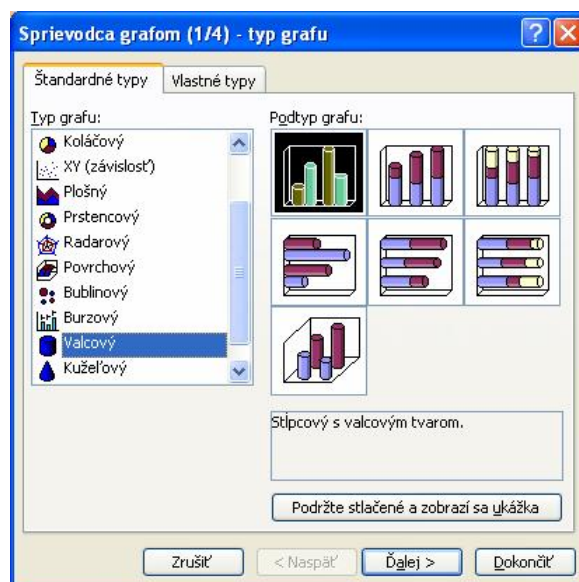 Sprievodca grafom (1/4) - typ grafu
Štandardné typy
Vlastné typy
Typ grafu:
Koláčový
XY (závislosť)
Plošný
Prstencový
Radarový
Povrchový
Bublinový
Burzový
Valcový
Kužeľový
Podtyp grafu:
Stĺpcový s valcovým tvarom.
Podržte stlačené a zobrazí sa ukážka
Zrušiť
< Naspäť
Ďalej >
Dokončiť